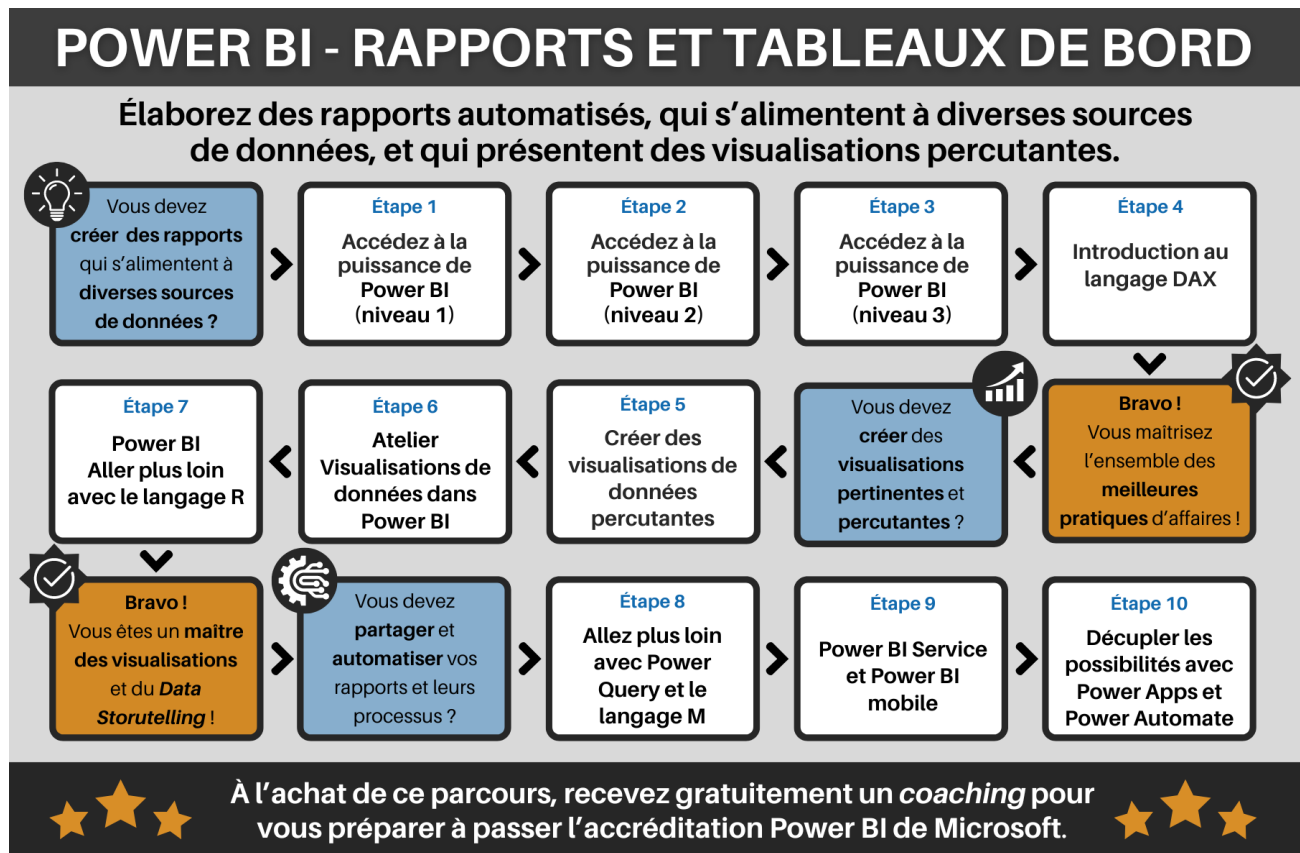 POWER BI - RAPPORTS ET TABLEAUX DE BORD
Élaborez des rapports automatisés, qui s’alimentent à diverses sources
de données, et qui présentent des visualisations percutantes.
Vous devez
créer des rapports
qui s’alimentent à
diverses sources
de données ?
Étape 1
Accédez à la
puissance de
Power BI
(niveau 1)
Étape 2
Accédez à la
puissance de
Power BI
(niveau 2)
Étape 3
Accédez à la
puissance de
Power BI
(niveau 3)
Étape 4
Introduction au
langage DAX
Bravo !
Vous maîtrisez
l’ensemble des
meilleures
pratiques d’affaires !
Vous devez
créer des
visualisations
pertinentes et
percutantes ?
Étape 5
Créer des
visualisations de
données
percutantes
Étape 6
Atelier
Visualisations de
données dans
Power BI
Étape 7
Power BI
Aller plus loin
avec le langage R
Bravo !
Vous êtes un maître
des visualisations
et du Data
Storutelling !
Vous devez
partager et
automatiser vos
rapports et leurs
processus ?
Étape 8
Allez plus loin
avec Power
Query et le
langage M
Étape 9
Power BI Service
et Power BI
mobile
Étape 10
Décupler les
possibilités avec
Power Apps et
Power Automate
À l’achat de ce parcours, recevez gratuitement un coaching pour
vous préparer à passer l’accréditation Power BI de Microsoft.